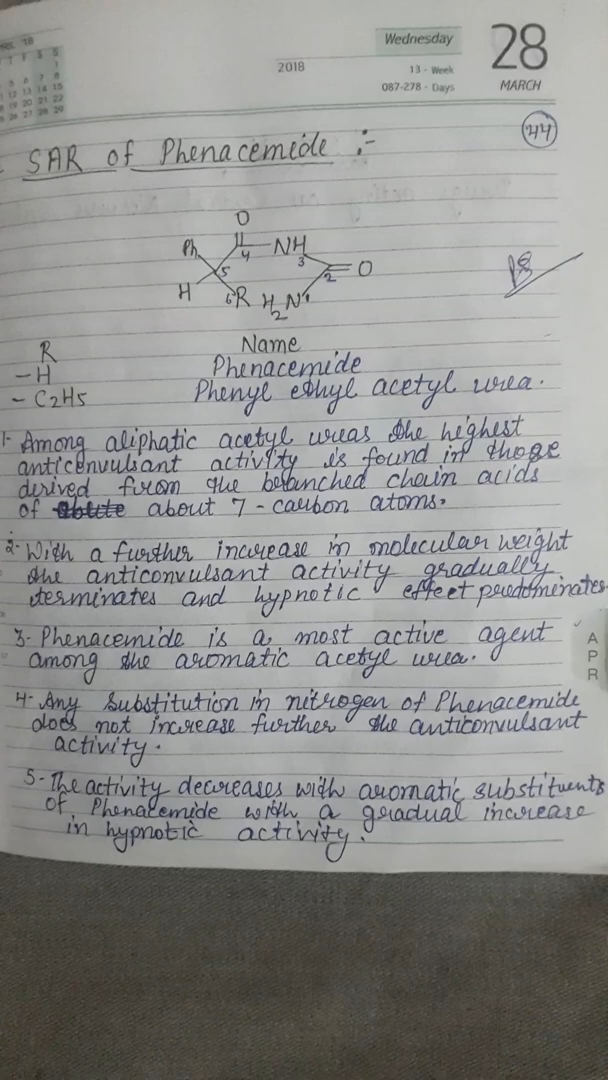 Wednesday
28
2018
13 - Week
087-278 - Days
MARCH
44
SAR of Phenacemide :-
O
Ph
4
NH
3
5
2
O
H
6
R
H2N
1
R
Name
-H
Phenacemide
- C2H5
Phenyl ethyl acetyl urea.
1- Among aliphatic acetyl ureas the highest
anticonvulsant activity is found in those
derived from the branched chain acids
of about 7-carbon atoms.
2- With a further increase in molecular weight
the anticonvulsant activity gradually
terminates and hypnotic effect predominates.
3- Phenacemide is a most active agent
among the aromatic acetyl urea.
4- Any substitution in nitrogen of Phenacemide
does not increase further the anticonvulsant
activity.
5- The activity decreases with aromatic substituents
of Phenacemide with a gradual increase
in hypnotic activity.
A
P
R